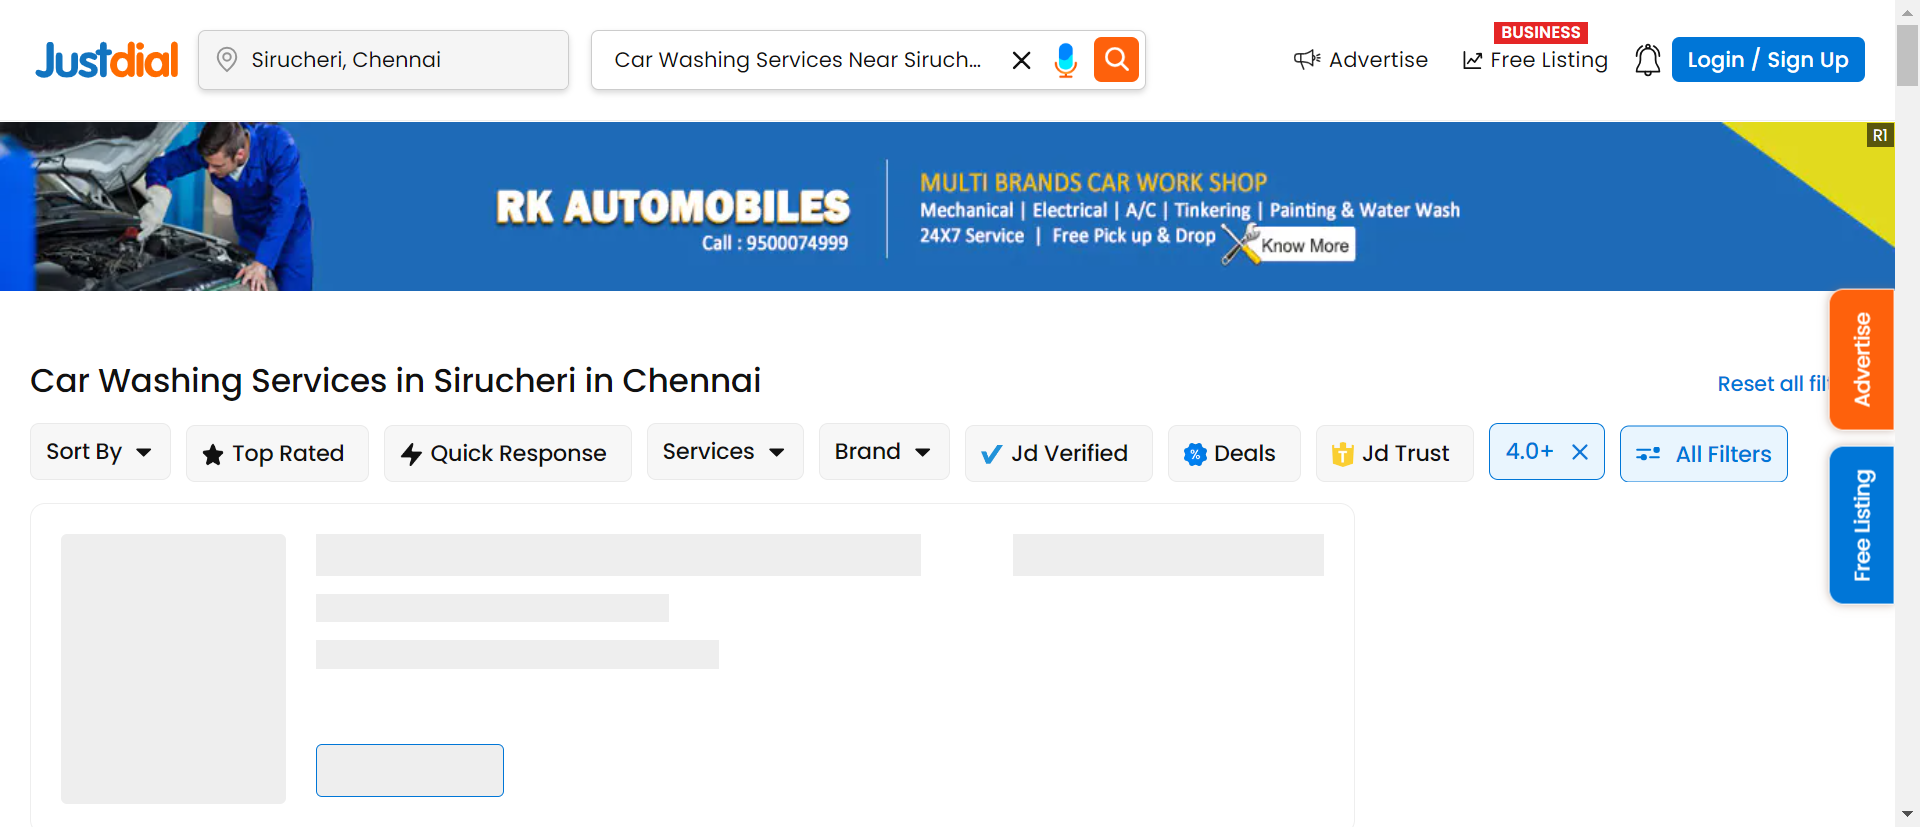 Justdial
Sirucheri, Chennai
Car Washing Services Near Siruch...
Advertise
BUSINESS
Free Listing
Login / Sign Up
R1
RK AUTOMOBILES
Call : 9500074999
MULTI BRANDS CAR WORK SHOP
Mechanical | Electrical | A/C | Tinkering | Painting & Water Wash
24X7 Service | Free Pick up & Drop
Know More
Advertise
Free Listing
Car Washing Services in Sirucheri in Chennai
Reset all fil
Sort By
Top Rated
Quick Response
Services
Brand
Jd Verified
% Deals
T Jd Trust
4.0+
All Filters